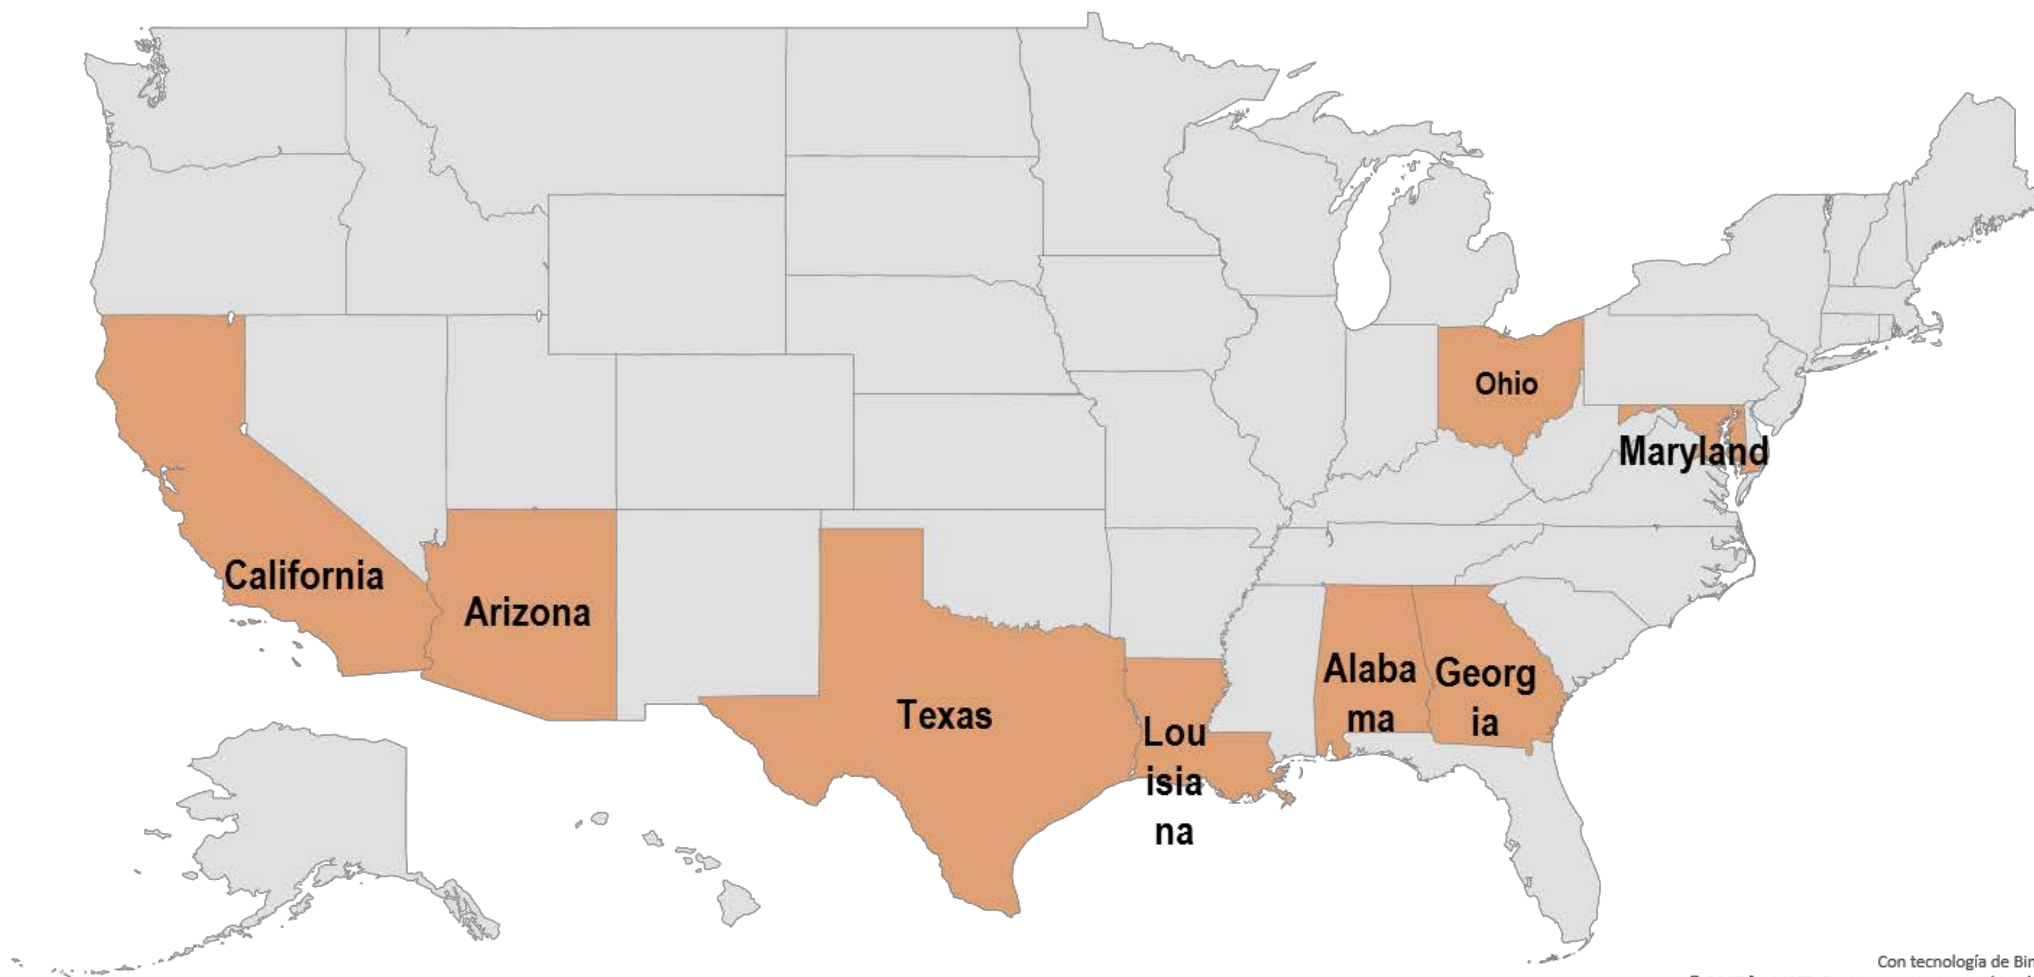 Ohio
Maryland
California
Arizona
Alaba
ma
Georg
ia
Texas
Lou
isia
na
Con tecnología de Bin